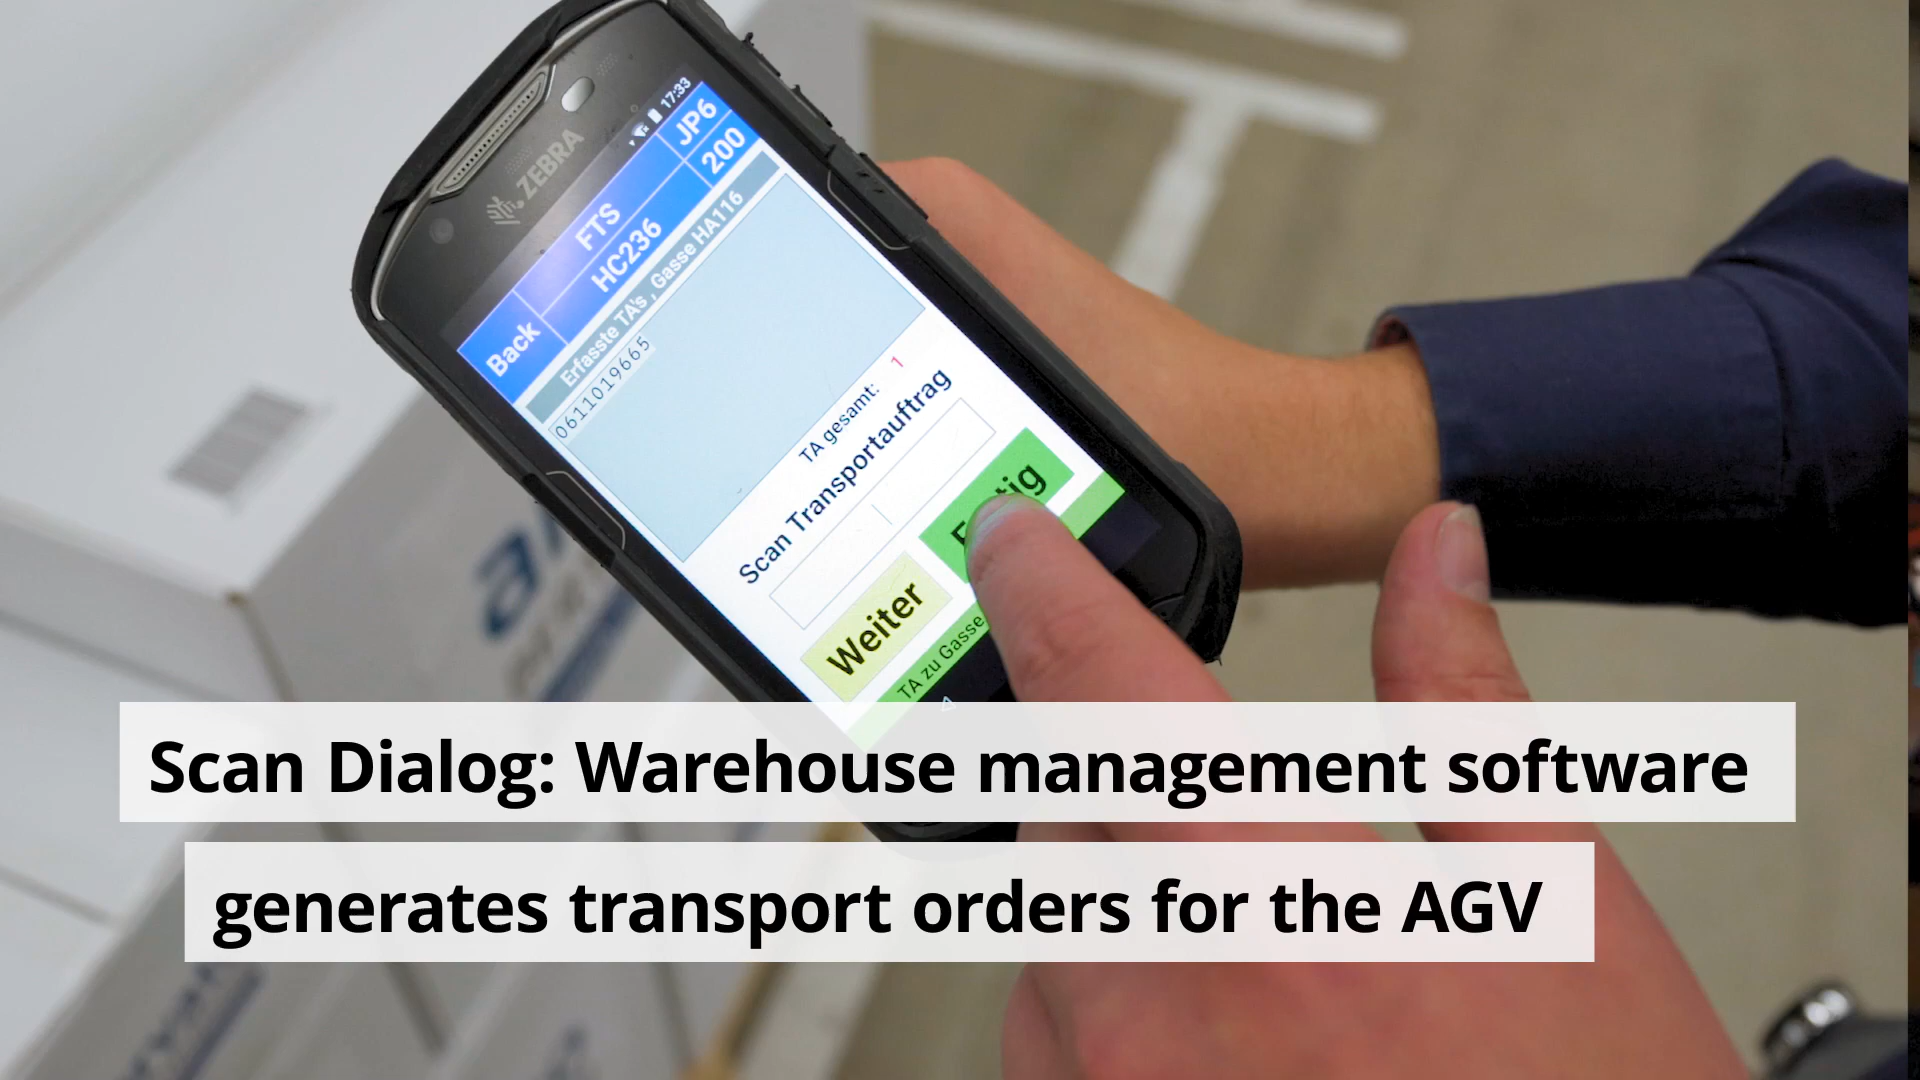 17:33
ZEBRA
Back FTS JP6
HC236 200
Erfasste TA's , Gasse HA116
0611019665
TA gesamt: 1
Scan Transportauftrag
Weiter
TA zu Gasse
Scan Dialog: Warehouse management software
generates transport orders for the AGV